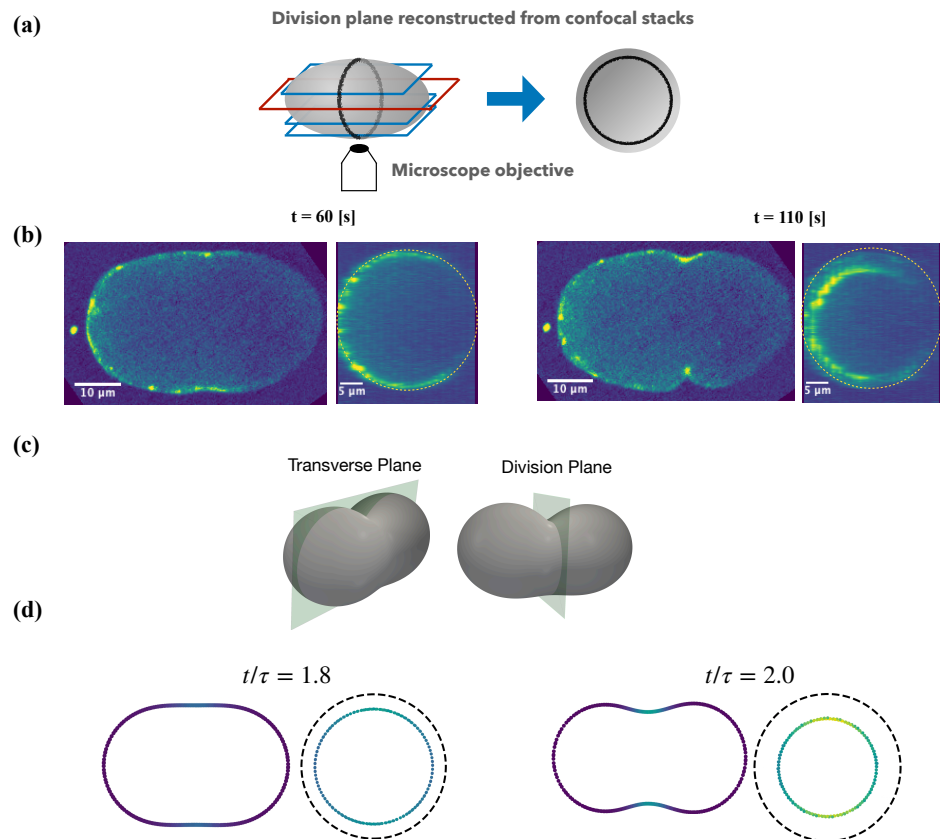 (a)
Division plane reconstructed from confocal stacks
Microscope objective
t = 60 [s]
t = 110 [s]
(b)
10 μm
5 μm
10 μm
5 μm
(c)
Transverse Plane
Division Plane
(d)
t/τ = 1.8
t/τ = 2.0